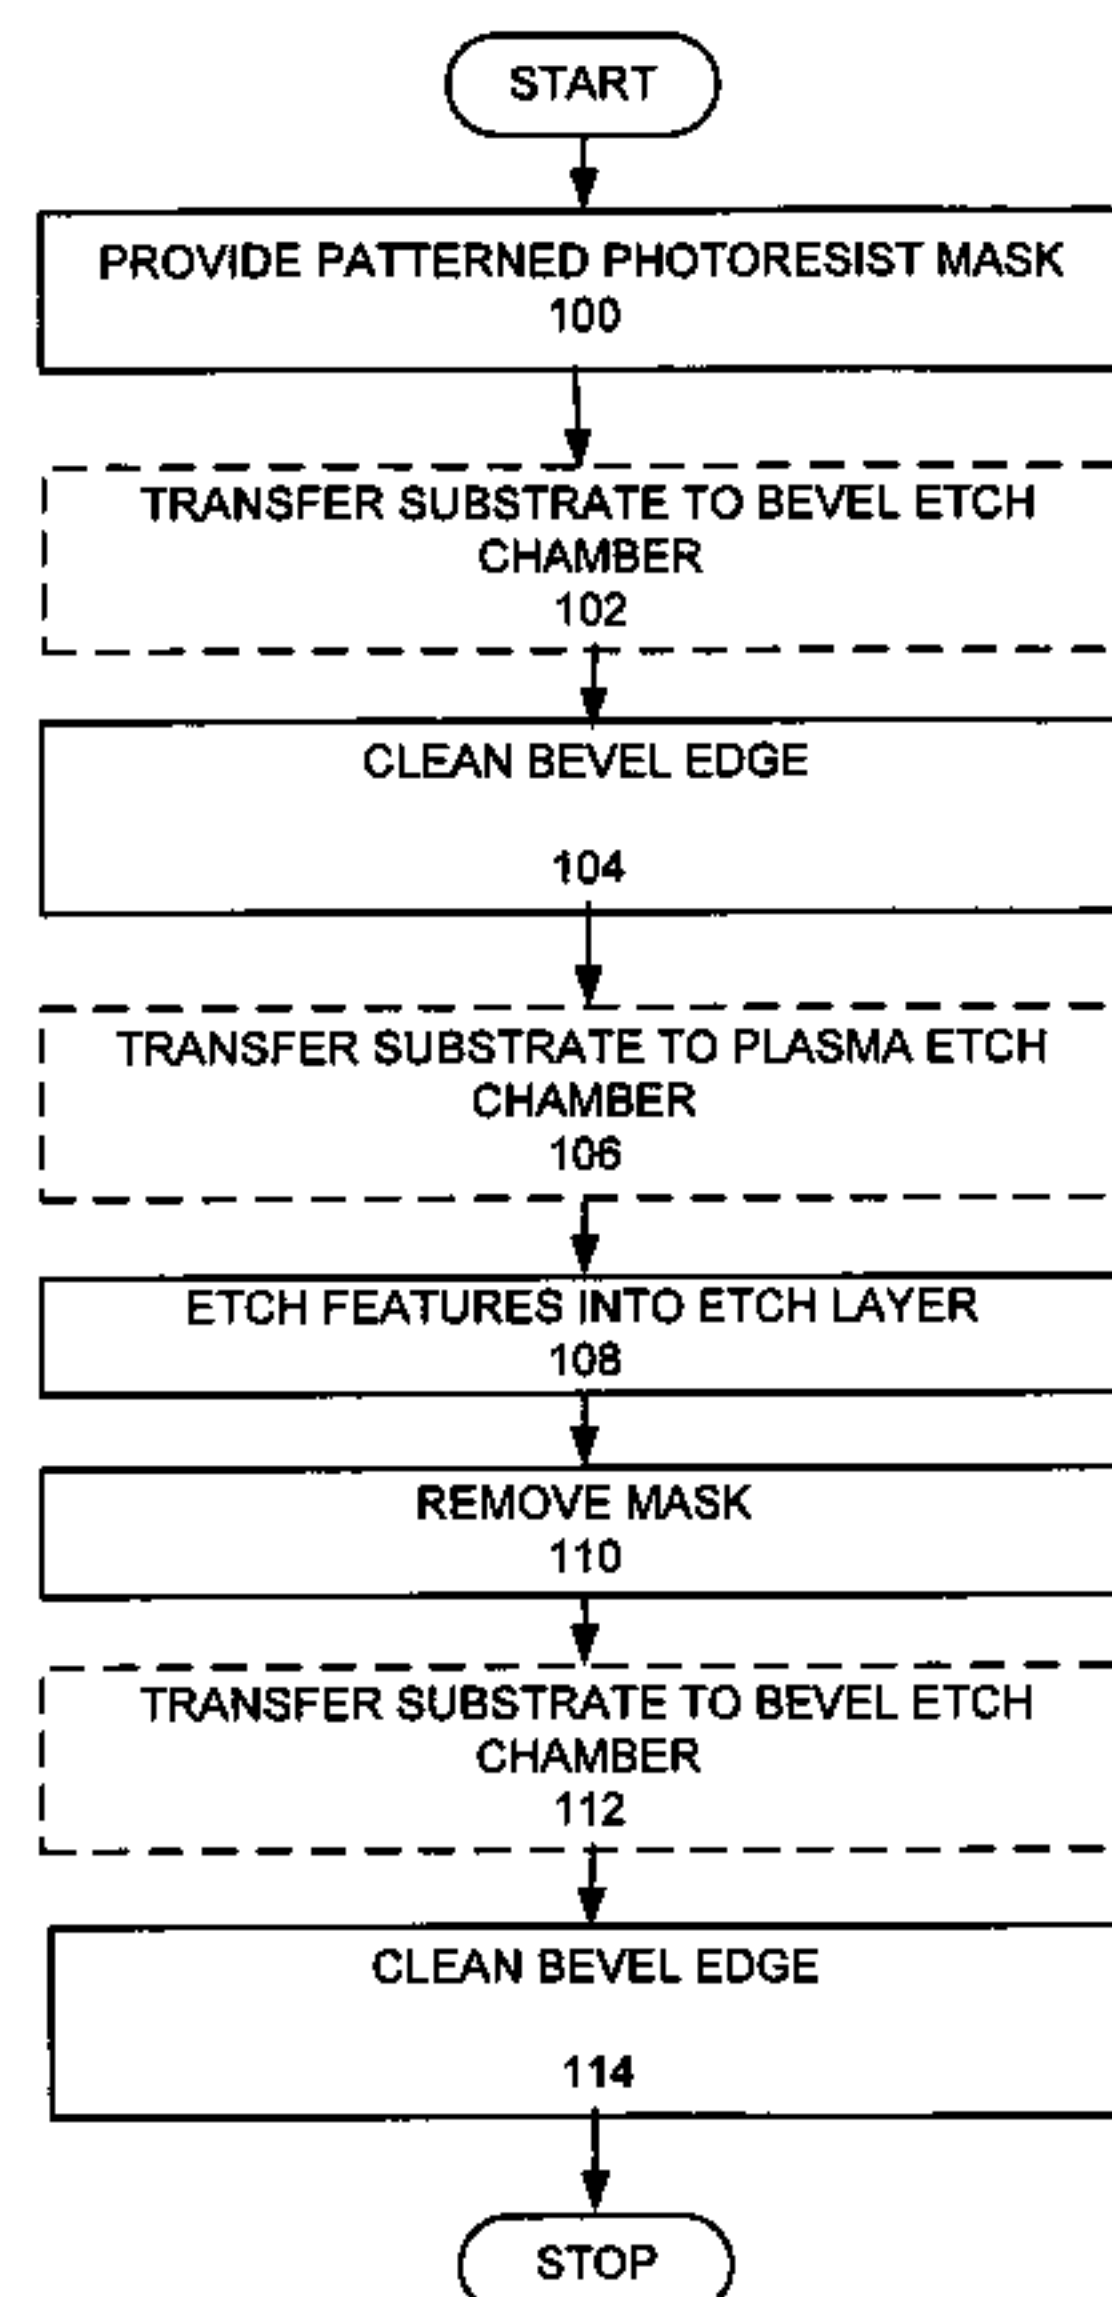 START
PROVIDE PATTERNED PHOTORESIST MASK
100
TRANSFER SUBSTRATE TO BEVEL ETCH
CHAMBER
102
CLEAN BEVEL EDGE
104
TRANSFER SUBSTRATE TO PLASMA ETCH
CHAMBER
106
ETCH FEATURES INTO ETCH LAYER
108
REMOVE MASK
110
TRANSFER SUBSTRATE TO BEVEL ETCH
CHAMBER
112
CLEAN BEVEL EDGE
114
STOP